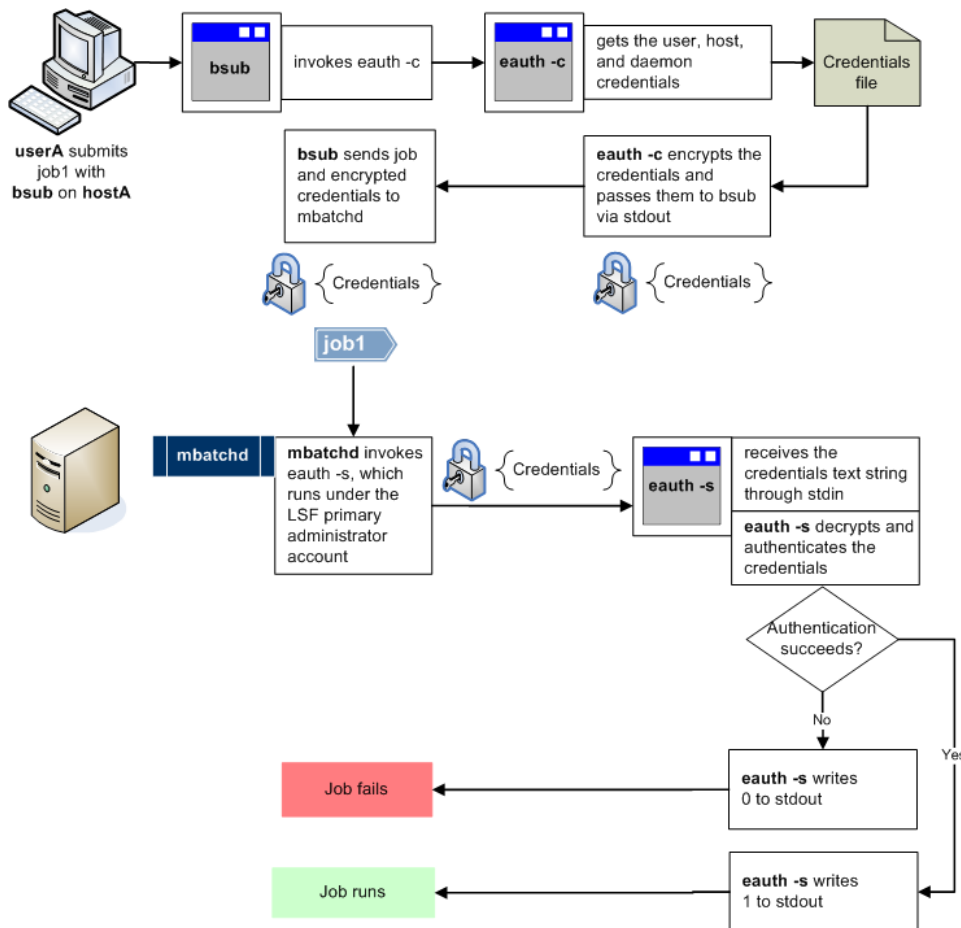 bsub
invokes eauth -c
eauth -c
gets the user, host,
and daemon
credentials
Credentials
file
userA submits
job1 with
bsub on hostA
bsub sends job
and encrypted
credentials to
mbatchd
eauth -c encrypts the
credentials and
passes them to bsub
via stdout
Credentials
Credentials
job1
mbatchd
mbatchd invokes
eauth -s, which
runs under the
LSF primary
administrator
account
Credentials
eauth -s
receives the
credentials text string
through stdin
eauth -s decrypts and
authenticates the
credentials
Authentication
succeeds?
No
Yes
Job fails
eauth -s writes
0 to stdout
Job runs
eauth -s writes
1 to stdout